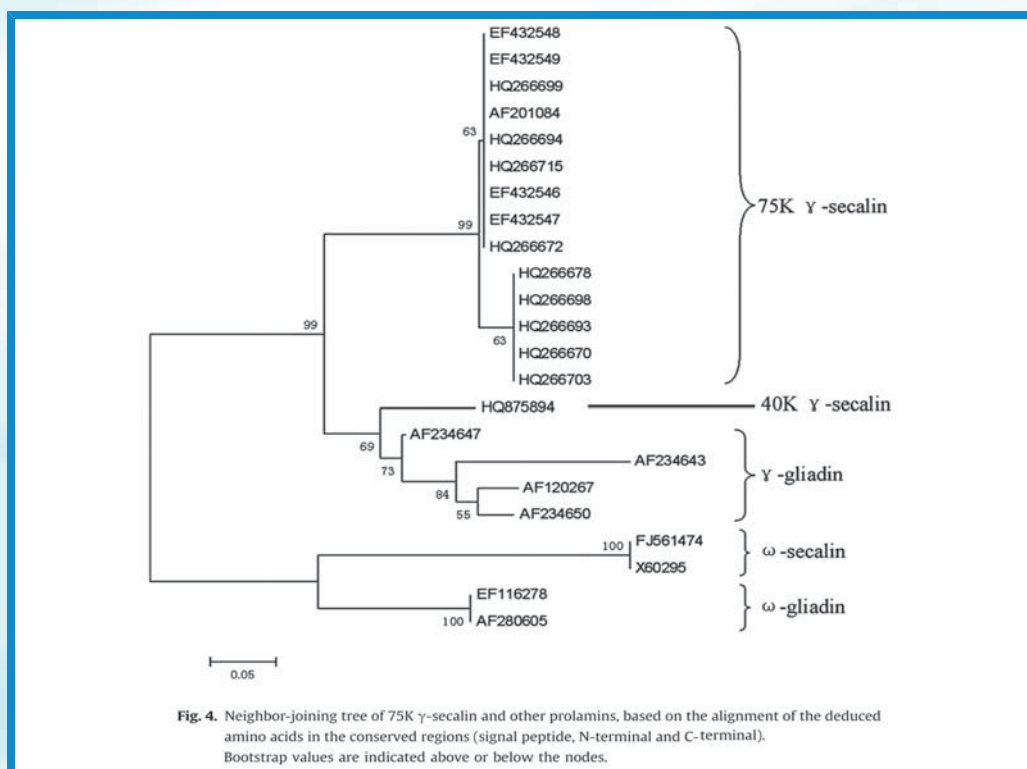 EF432548
EF432549
HQ266699
AF201084
63
HQ266694
HQ266715
EF432546
75K γ-secalin
EF432547
99
HQ266672
HQ266678
HQ266698
99
HQ266693
63
HQ266670
HQ266703
HQ875894
40K γ-secalin
AF234647
69
AF234643
73
γ-gliadin
AF120267
84
55
AF234650
FJ561474
100
ω-secalin
X60295
EF116278
ω-gliadin
100
AF280605
0.05
Fig. 4. Neighbor-joining tree of 75K γ-secalin and other prolamins, based on the alignment of the deduced
amino acids in the conserved regions (signal peptide, N-terminal and C-terminal).
Bootstrap values are indicated above or below the nodes.